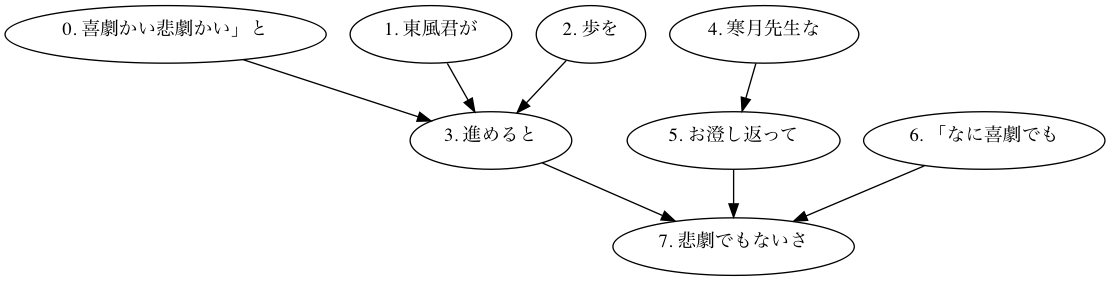 0. 喜劇かい悲劇かい」と
1. 東風君が
2. 歩を
4. 寒月先生な
3. 進めると
5. お澄し返って
6. 「なに喜劇でも
7. 悲劇でもないさ